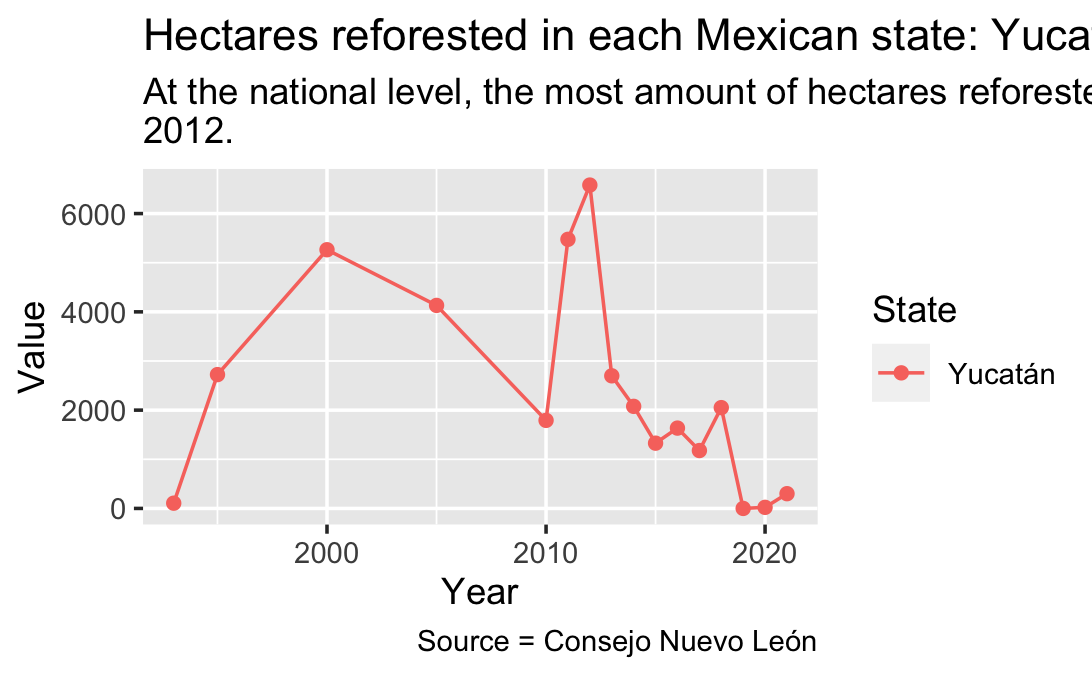 Hectares reforested in each Mexican state: Yuca
At the national level, the most amount of hectares reforeste
2012.
6000
4000
2000
0
Value
2000 2010 2020
Year
State
Yucatán
Source = Consejo Nuevo León